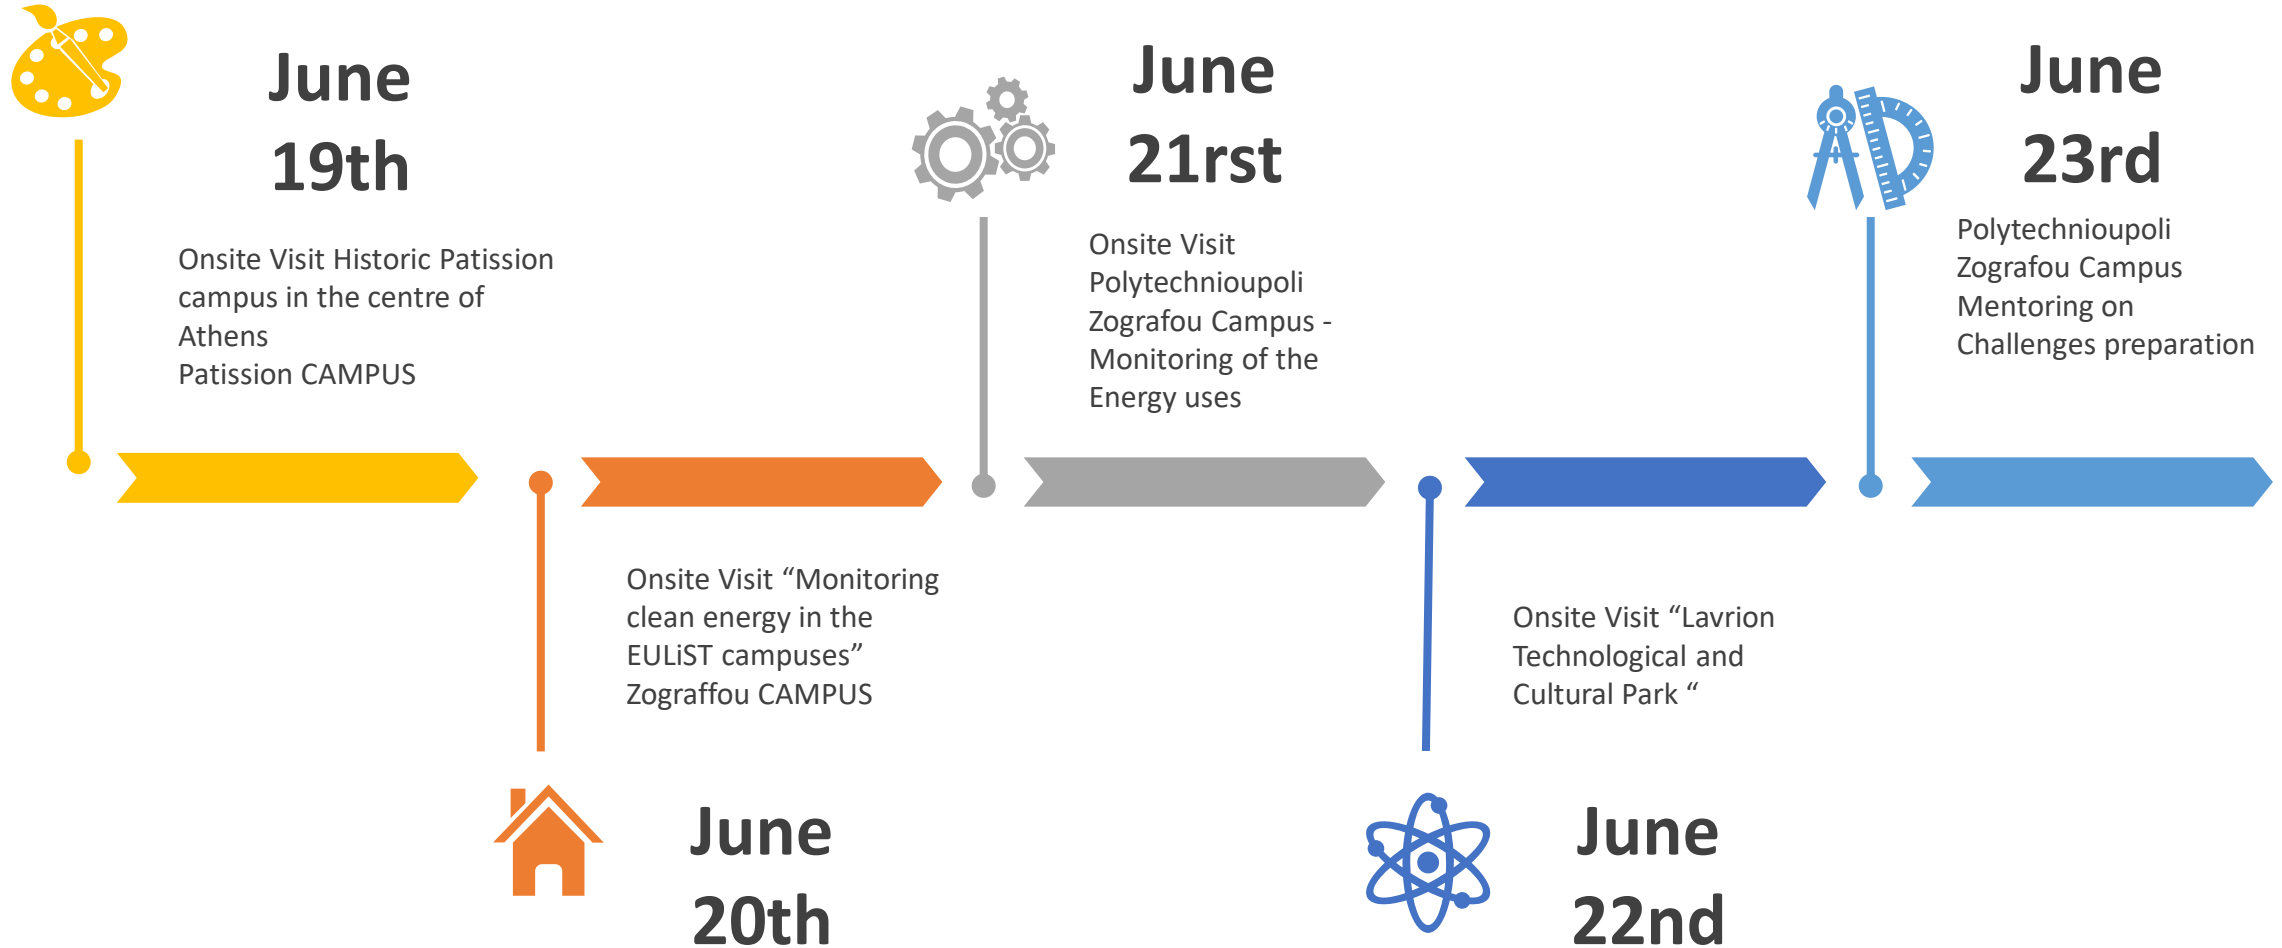 June
19th
Onsite Visit Historic Patission
campus in the centre of
Athens
Patission CAMPUS
Onsite Visit “Monitoring
clean energy in the
EULiST campuses”
Zograffou CAMPUS
June
20th
June
21rst
Onsite Visit
Polytechnioupoli
Zografou Campus -
Monitoring of the
Energy uses
Onsite Visit “Lavrion
Technological and
Cultural Park “
June
22nd
June
23rd
Polytechnioupoli
Zografou Campus
Mentoring on
Challenges preparation